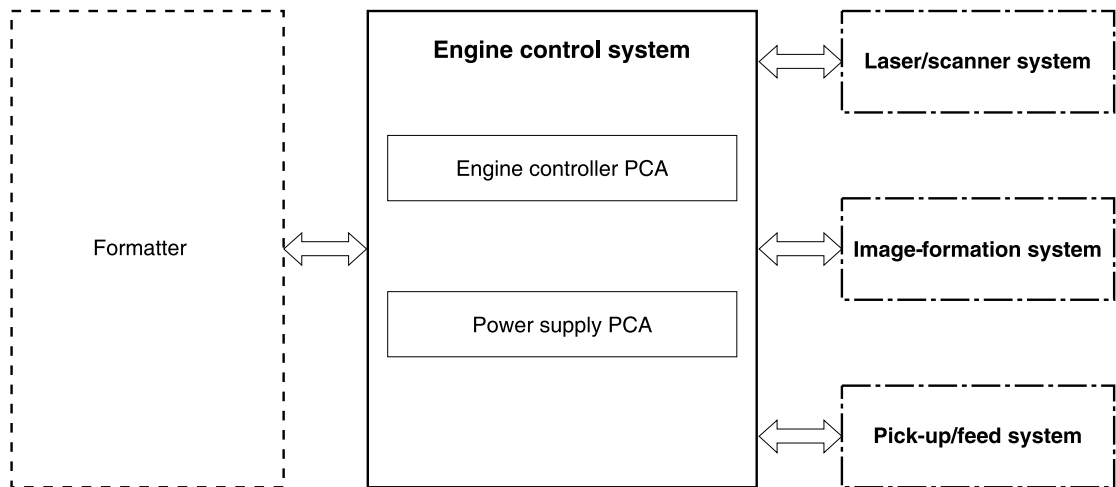 Engine control system
Laser/scanner system
Engine controller PCA
Formatter
Image-formation system
Power supply PCA
Pick-up/feed system